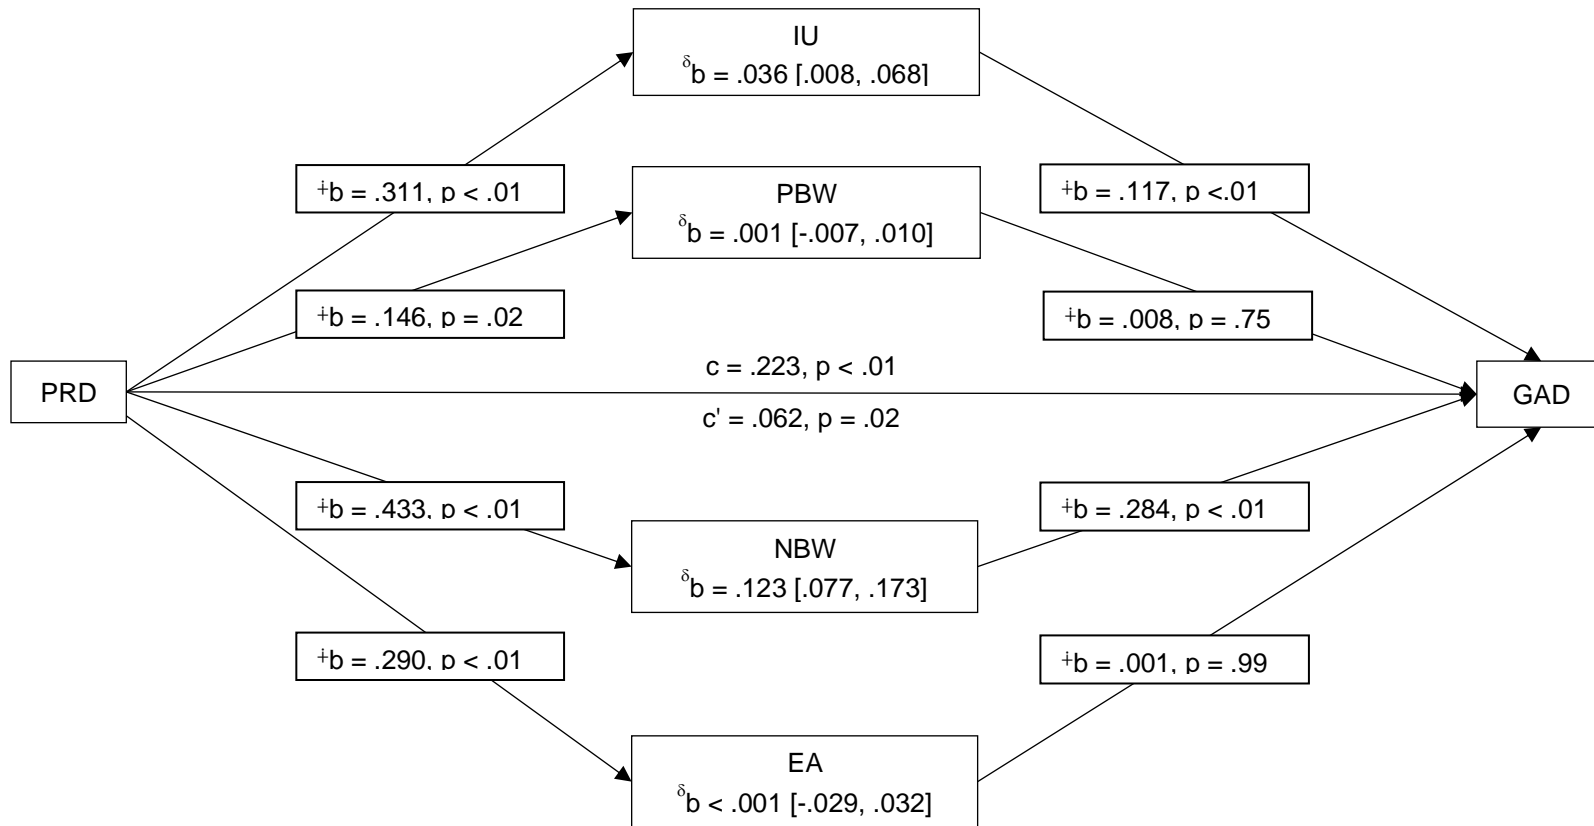 IU
δb = .036 [.008, .068]
‡b = .311, p < .01
‡b = .117, p <.01
PBW
δb = .001 [-.007, .010]
‡b = .146, p = .02
‡b = .008, p = .75
PRD
c = .223, p < .01
c' = .062, p = .02
GAD
‡b = .433, p < .01
‡b = .284, p < .01
NBW
δb = .123 [.077, .173]
‡b = .290, p < .01
‡b = .001, p = .99
EA
δb < .001 [-.029, .032]